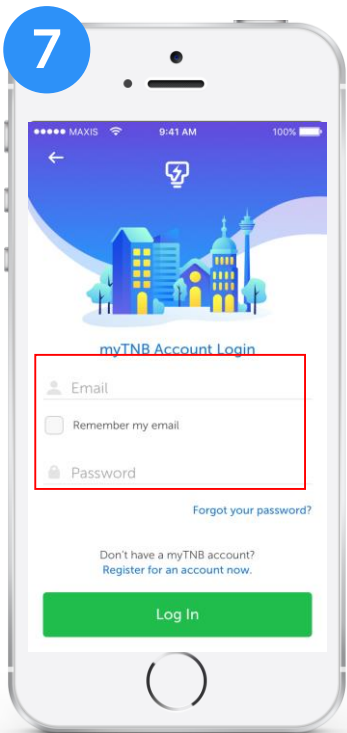 7
MAXIS 9:41 AM 100%
myTNB Account Login
Email
Remember my email
Password
Forgot your password?
Don't have a myTNB account?
Register for an account now.
Log In